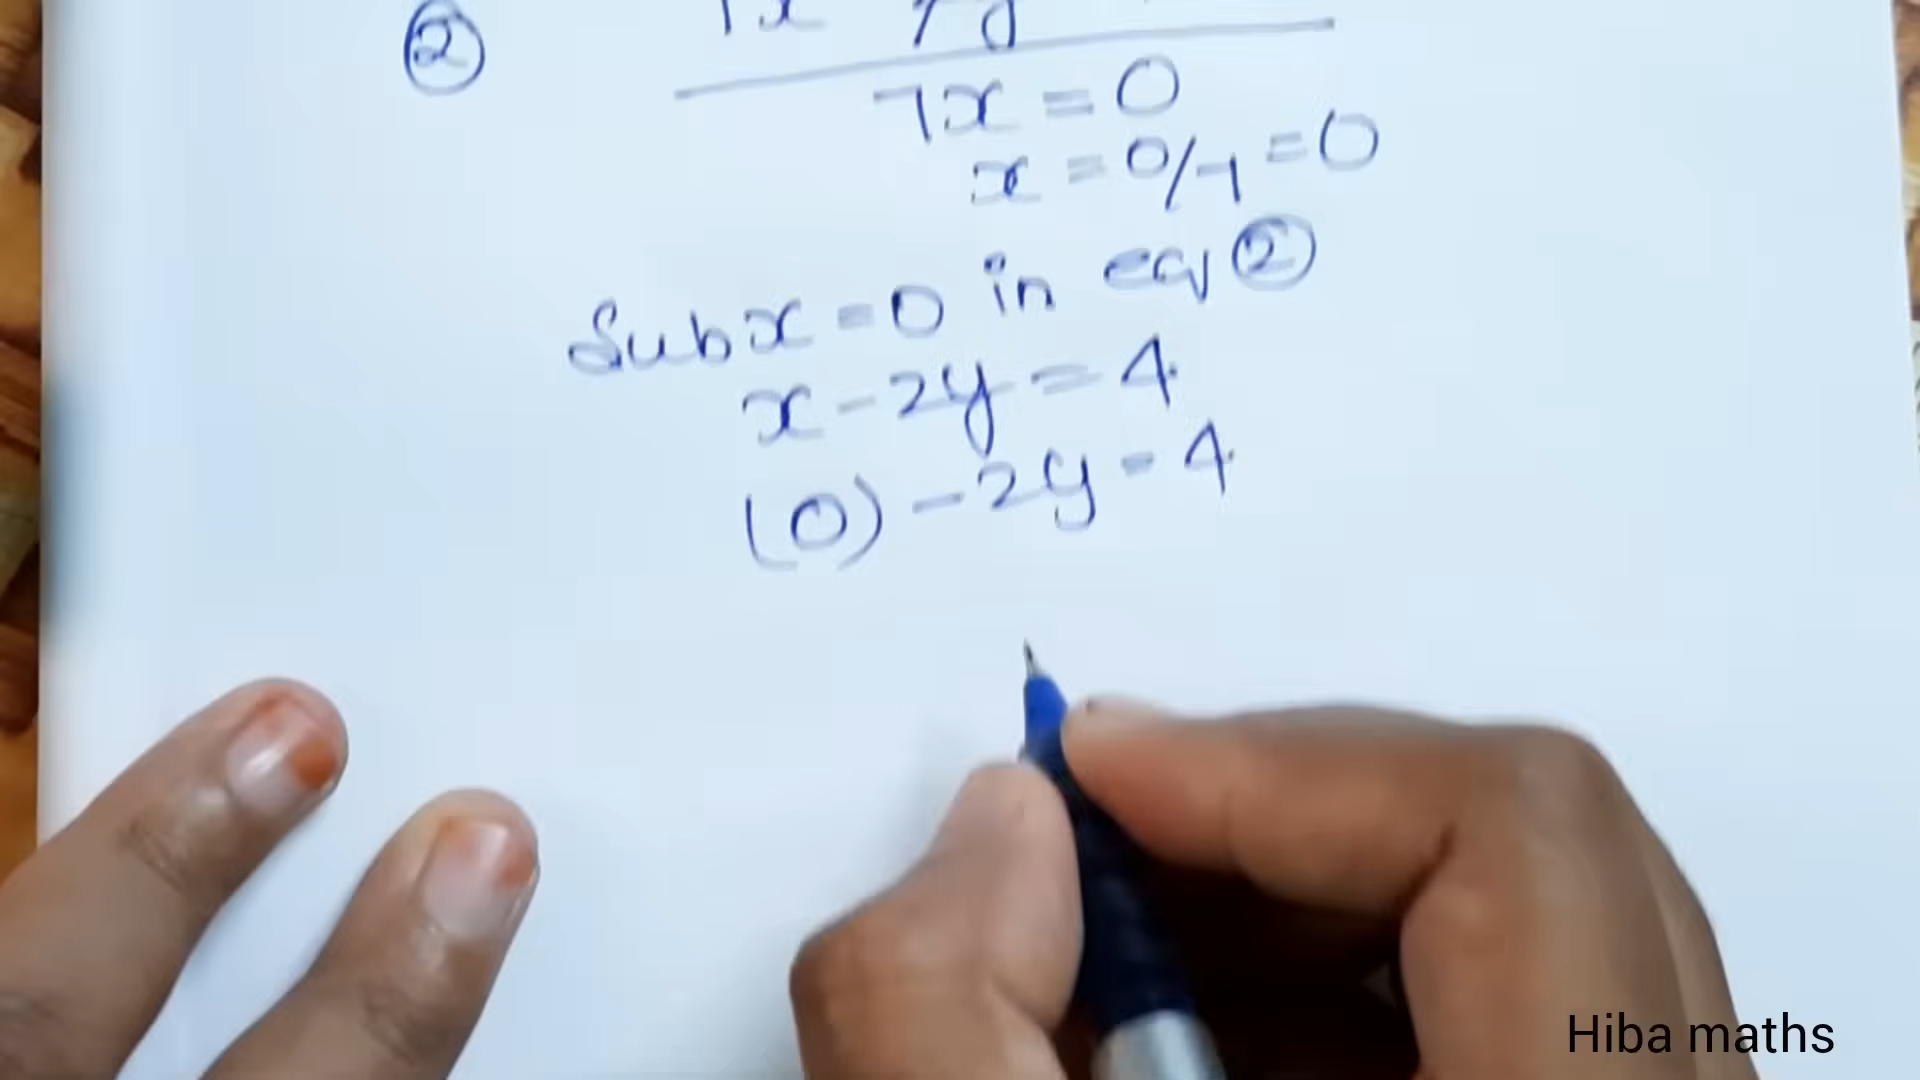 ②
7x = 0
x = 0/7 = 0
Sub x = 0 in eq ②
x - 2y = 4
(0) - 2y = 4
Hiba maths